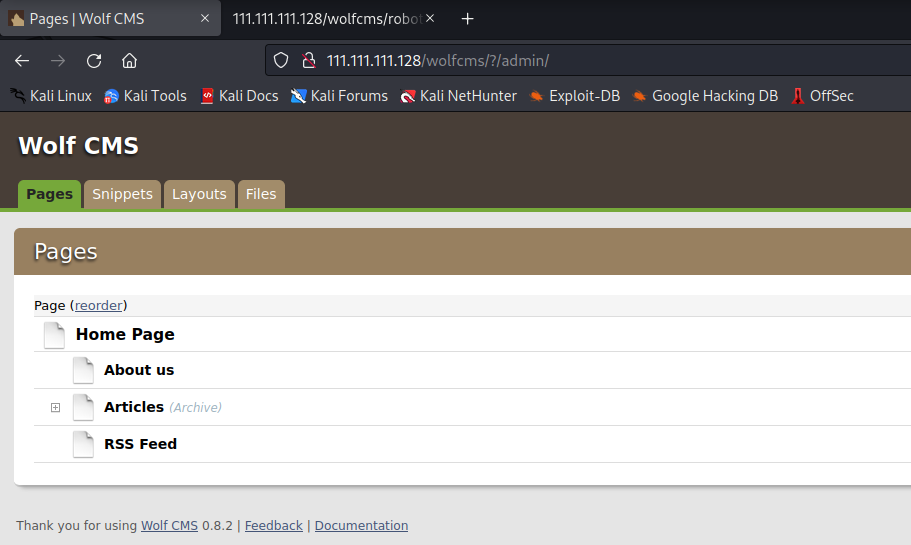 Pages | Wolf CMS
111.111.111.128/wolfcms/robo
111.111.111.128/wolfcms/?/admin/
Kali Linux Kali Tools Kali Docs Kali Forums Kali NetHunter Exploit-DB Google Hacking DB OffSec
Wolf CMS
Pages Snippets Layouts Files
Pages
Page (reorder)
Home Page
About us
Articles (Archive)
RSS Feed
Thank you for using Wolf CMS 0.8.2 | Feedback | Documentation